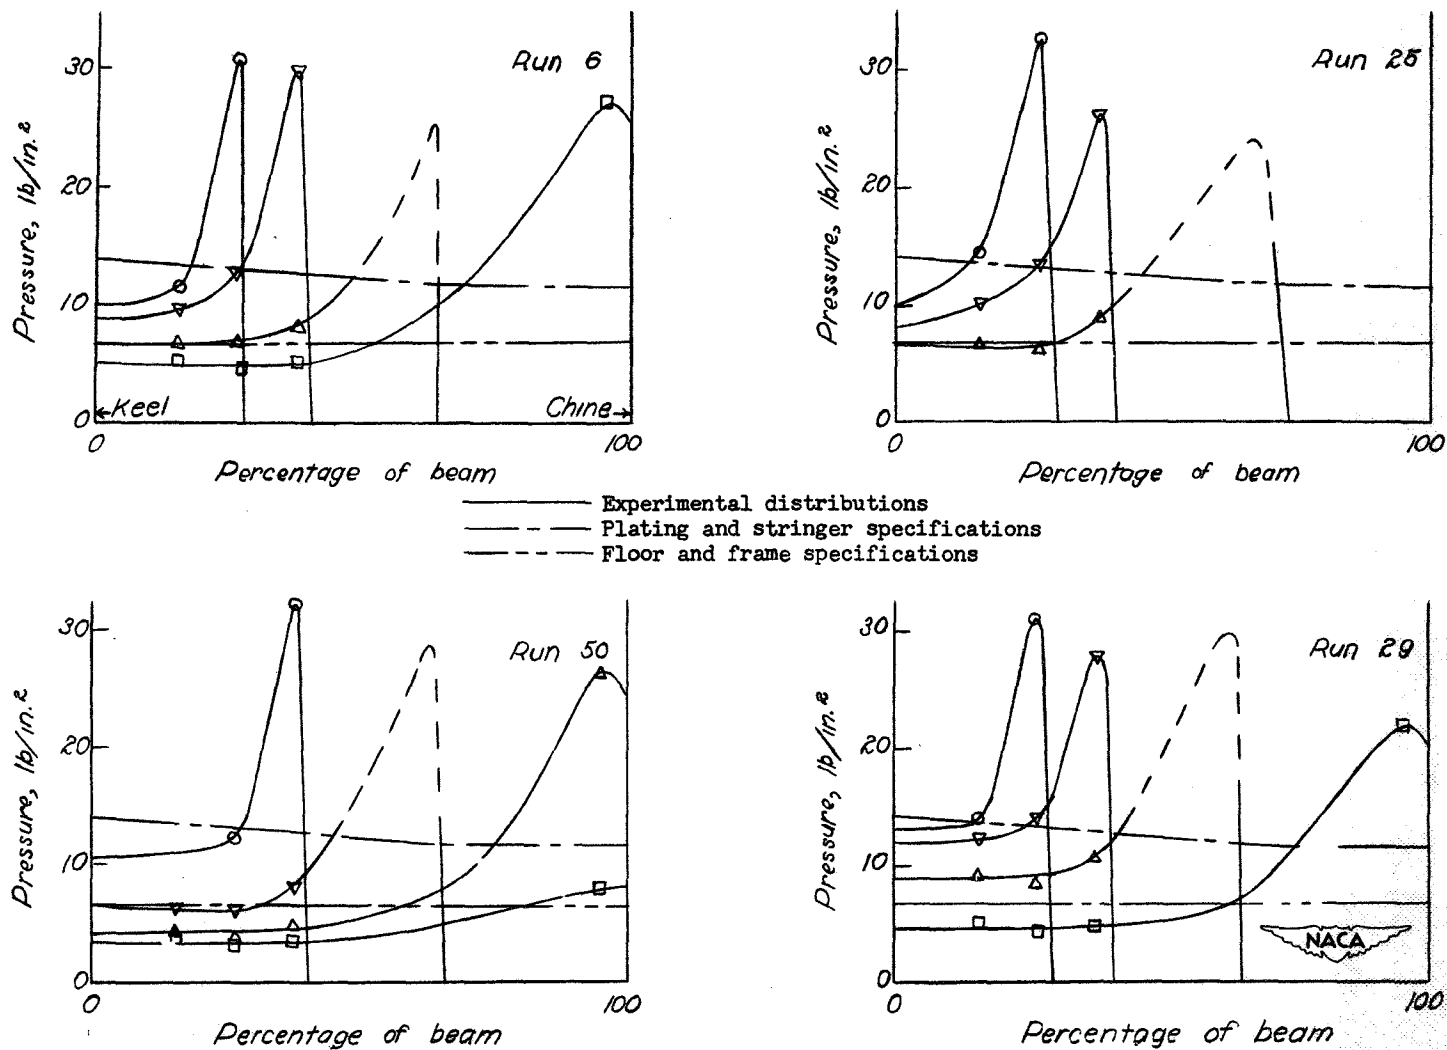 Run 6
30
20
10
0
Pressure, lb/in.²
Keel
Chine
0
100
Percentage of beam
Run 25
30
20
10
0
Pressure, lb/in.²
0
100
Percentage of beam
Experimental distributions
Plating and stringer specifications
Floor and frame specifications
Run 50
30
20
10
0
Pressure, lb/in.²
0
100
Percentage of beam
Run 29
30
20
10
0
Pressure, lb/in.²
NACA
0
100
Percentage of beam